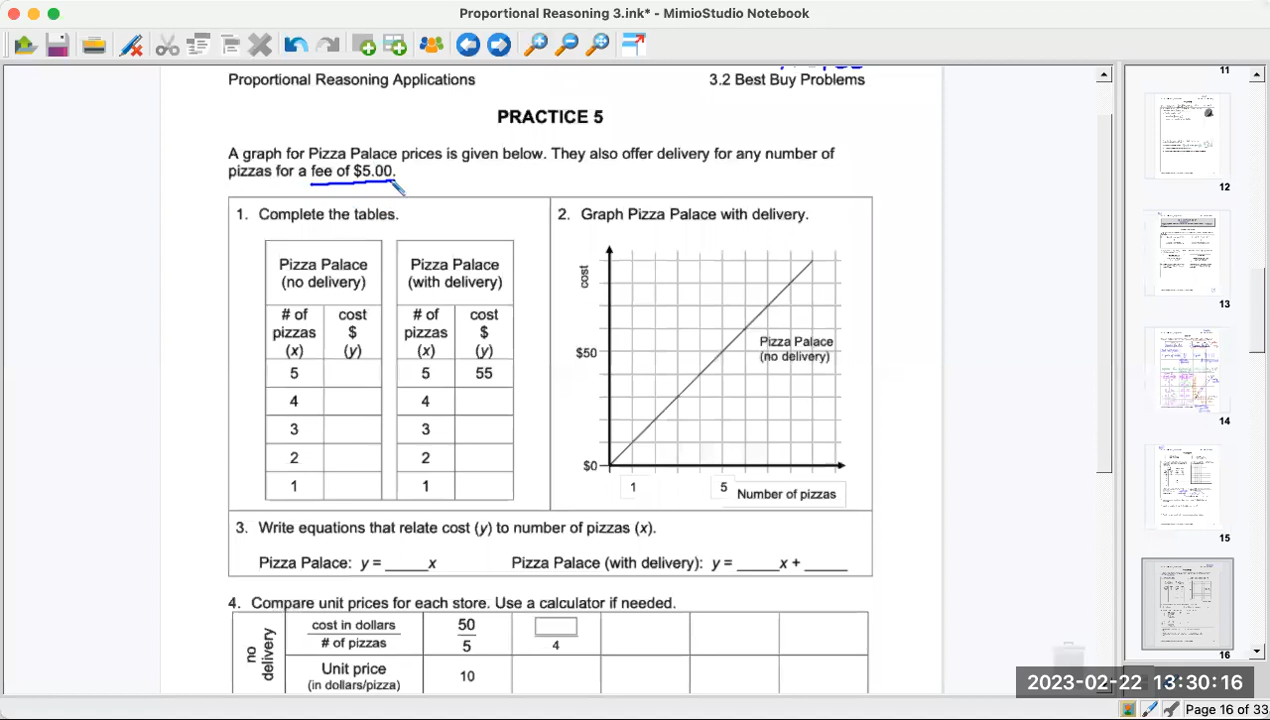 Proportional Reasoning 3.ink* - MimioStudio Notebook
Proportional Reasoning Applications 3.2 Best Buy Problems
PRACTICE 5
A graph for Pizza Palace prices is given below. They also offer delivery for any number of
pizzas for a fee of $5.00.
1. Complete the tables.
Pizza Palace
(no delivery)
# of
pizzas
(x)
cost
$
(y)
5
4
3
2
1
Pizza Palace
(with delivery)
# of
pizzas
(x)
cost
$
(y)
5 55
4
3
2
1
2. Graph Pizza Palace with delivery.
cost
$50
$0
Pizza Palace
(no delivery)
1 5 Number of pizzas
3. Write equations that relate cost (y) to number of pizzas (x).
Pizza Palace: y = _____x Pizza Palace (with delivery): y = _____x + _____
4. Compare unit prices for each store. Use a calculator if needed.
no
delivery
cost in dollars
# of pizzas
50
5
4
Unit price
(in dollars/pizza)
10
11
12
13
14
15
16
2023-02-22 13:30:16
Page 16 of 33